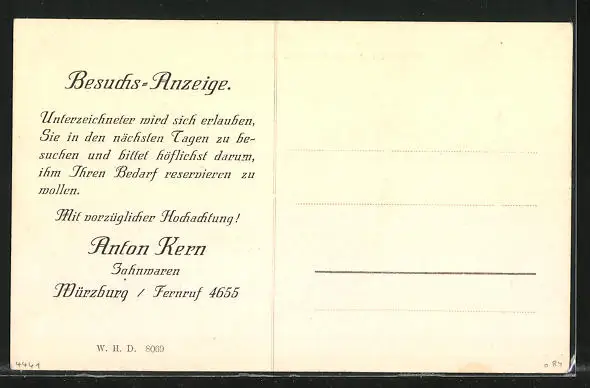 Besuchs-Anzeige.
Unterzeichneter wird sich erlauben,
Sie in den nächsten Tagen zu be-
suchen und bittet höflichst darum,
ihm Ihren Bedarf reservieren zu
wollen.
Mit vorzüglicher Hochachtung!
Anton Kern
Zahnwaren
Würzburg / Fernruf 4655
W. H. D. 8069
4441